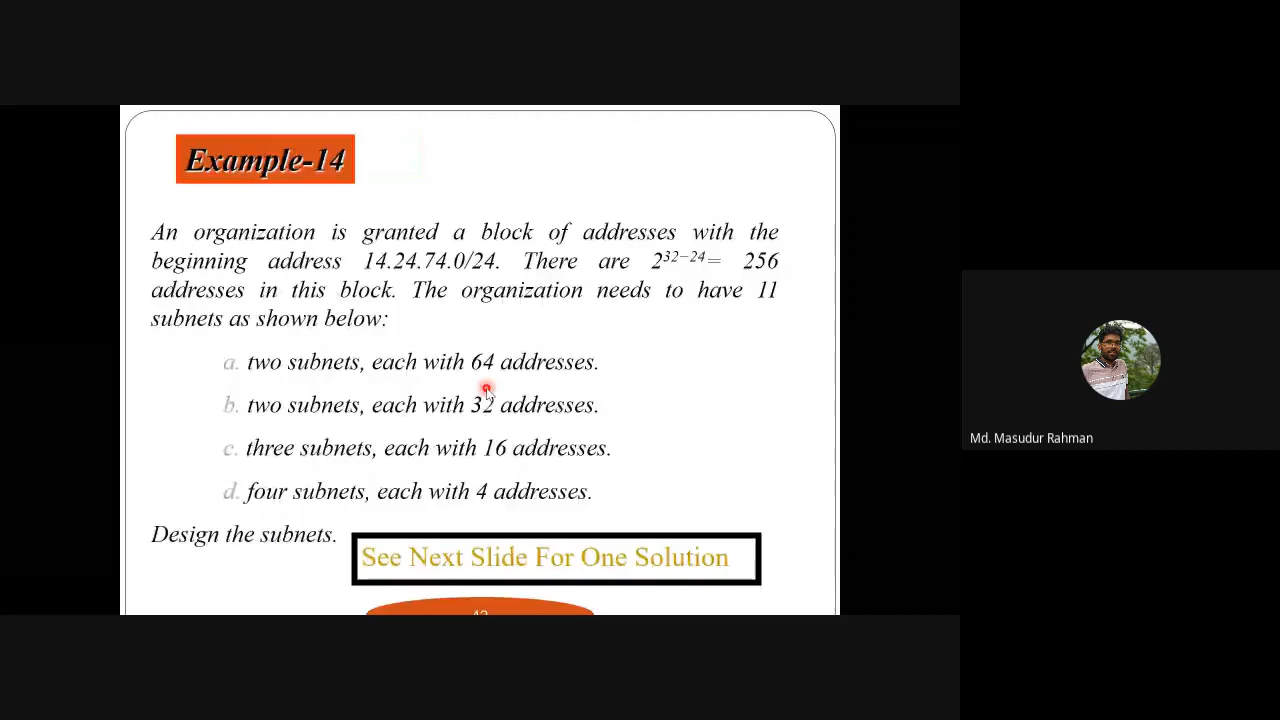 Example-14
An organization is granted a block of addresses with the
beginning address 14.24.74.0/24. There are 2³²⁻²⁴= 256
addresses in this block. The organization needs to have 11
subnets as shown below:
a. two subnets, each with 64 addresses.
b. two subnets, each with 32 addresses.
c. three subnets, each with 16 addresses.
d. four subnets, each with 4 addresses.
Design the subnets.
See Next Slide For One Solution
Md. Masudur Rahman